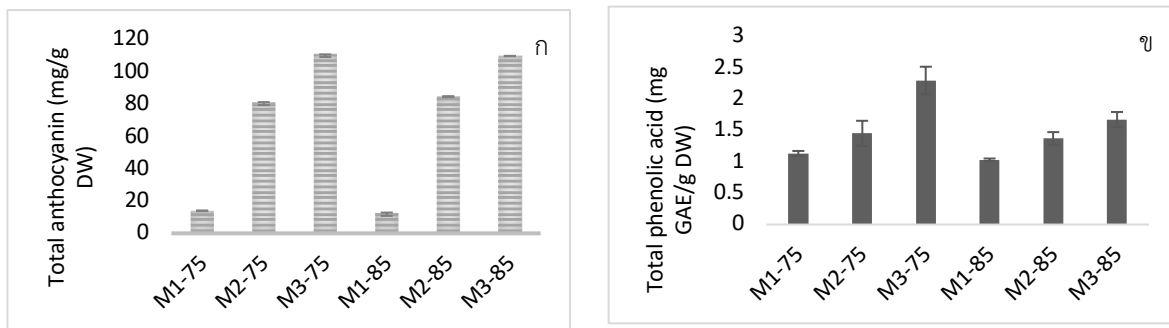 ก
Total anthocyanin (mg/g
DW)
120
100
80
60
40
20
0
M1-75
M2-75
M3-75
M1-85
M2-85
M3-85
ข
Total phenolic acid (mg
GAE/g DW)
3
2.5
2
1.5
1
0.5
0
M1-75
M2-75
M3-75
M1-85
M2-85
M3-85